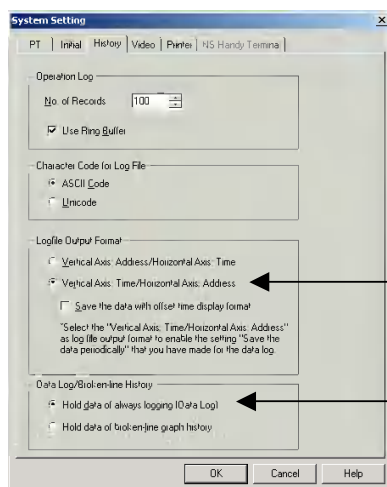 System Setting
PT Initial History Video Printer NS Handy Terminal
Operation Log
No. of Records 100
Use Ring Buffer
Character Code for Log File
ASCII Code
Unicode
Logfile Output Format
Vertical Axis: Address/Horizontal Axis: Time
Vertical Axis: Time/Horizontal Axis: Address
Save the data with offset time display format
"Select the "Vertical Axis: Time/Horizontal Axis: Address"
as log file output format to enable the setting "Save the
data periodically" that you have made for the data log.
Data Log/Broken-line History
Hold data of always logging (Data Log)
Hold data of broken-line graph history
OK Cancel Help